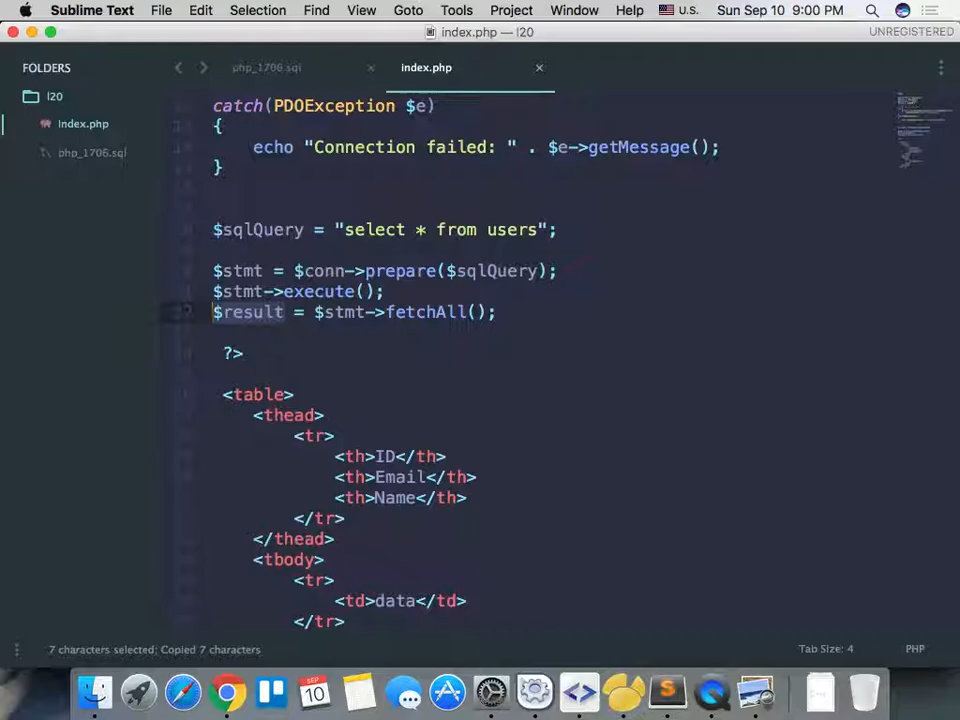 Sublime Text File Edit Selection Find View Goto Tools Project Window Help U.S. Sun Sep 10 9:00 PM
index.php — l20
UNREGISTERED
FOLDERS
l20
index.php
php_1706.sql
php_1706.sql
index.php
catch(PDOException $e)
{
echo "Connection failed: " . $e->getMessage();
}
$sqlQuery = "select * from users";
$stmt = $conn->prepare($sqlQuery);
$stmt->execute();
$result = $stmt->fetchAll();
?>
<table>
<thead>
<tr>
<th>ID</th>
<th>Email</th>
<th>Name</th>
</tr>
</thead>
<tbody>
<tr>
<td>data</td>
</tr>
7 characters selected; Copied 7 characters
Tab Size: 4
PHP
SEP
10